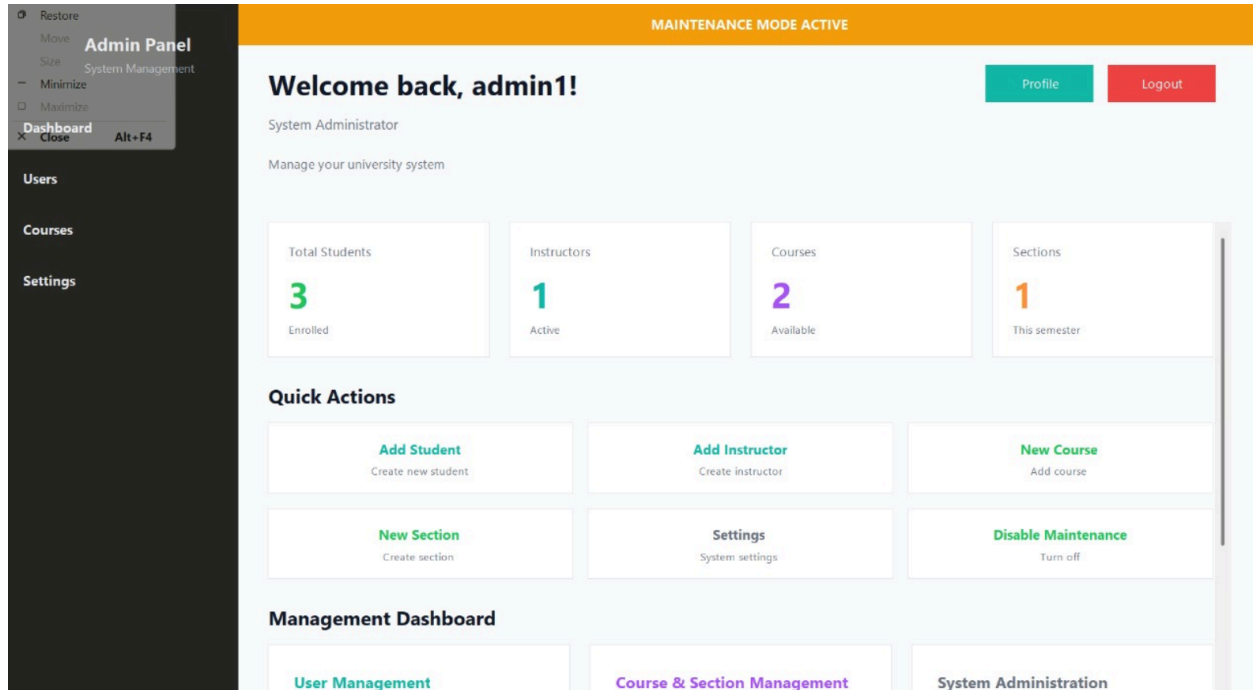 Restore
Move
Size
Minimize
Maximize
Close Alt+F4
Admin Panel
System Management
Dashboard
Users
Courses
Settings
MAINTENANCE MODE ACTIVE
Welcome back, admin1!
Profile
Logout
System Administrator
Manage your university system
Total Students
3
Enrolled
Instructors
1
Active
Courses
2
Available
Sections
1
This semester
Quick Actions
Add Student
Create new student
Add Instructor
Create instructor
New Course
Add course
New Section
Create section
Settings
System settings
Disable Maintenance
Turn off
Management Dashboard
User Management
Course & Section Management
System Administration